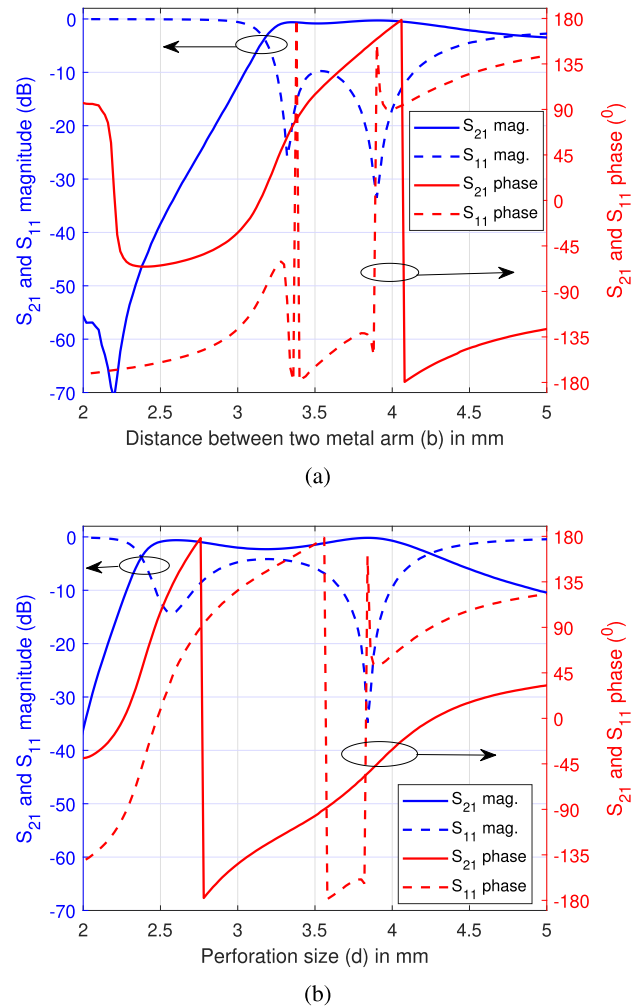 S21 and S11 magnitude (dB)
0
-10
-20
-30
-40
-50
-60
-70
180
135
90
45
0
-45
-90
-135
-180
S21 and S11 phase (0)
S21 mag.
S11 mag.
S21 phase
S11 phase
2 2.5 3 3.5 4 4.5 5
Distance between two metal arm (b) in mm
(a)
S21 and S11 magnitude (dB)
0
-10
-20
-30
-40
-50
-60
-70
180
135
90
45
0
-45
-90
-135
-180
S21 and S11 phase (0)
S21 mag.
S11 mag.
S21 phase
S11 phase
2 2.5 3 3.5 4 4.5 5
Perforation size (d) in mm
(b)